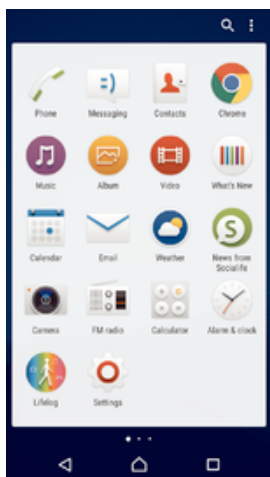 Phone Messaging Contacts Chrome
Music Album Video What's New
Calendar Email Weather News from
Socialife
Camera FM radio Calculator Alarm & clock
Lifelog Settings